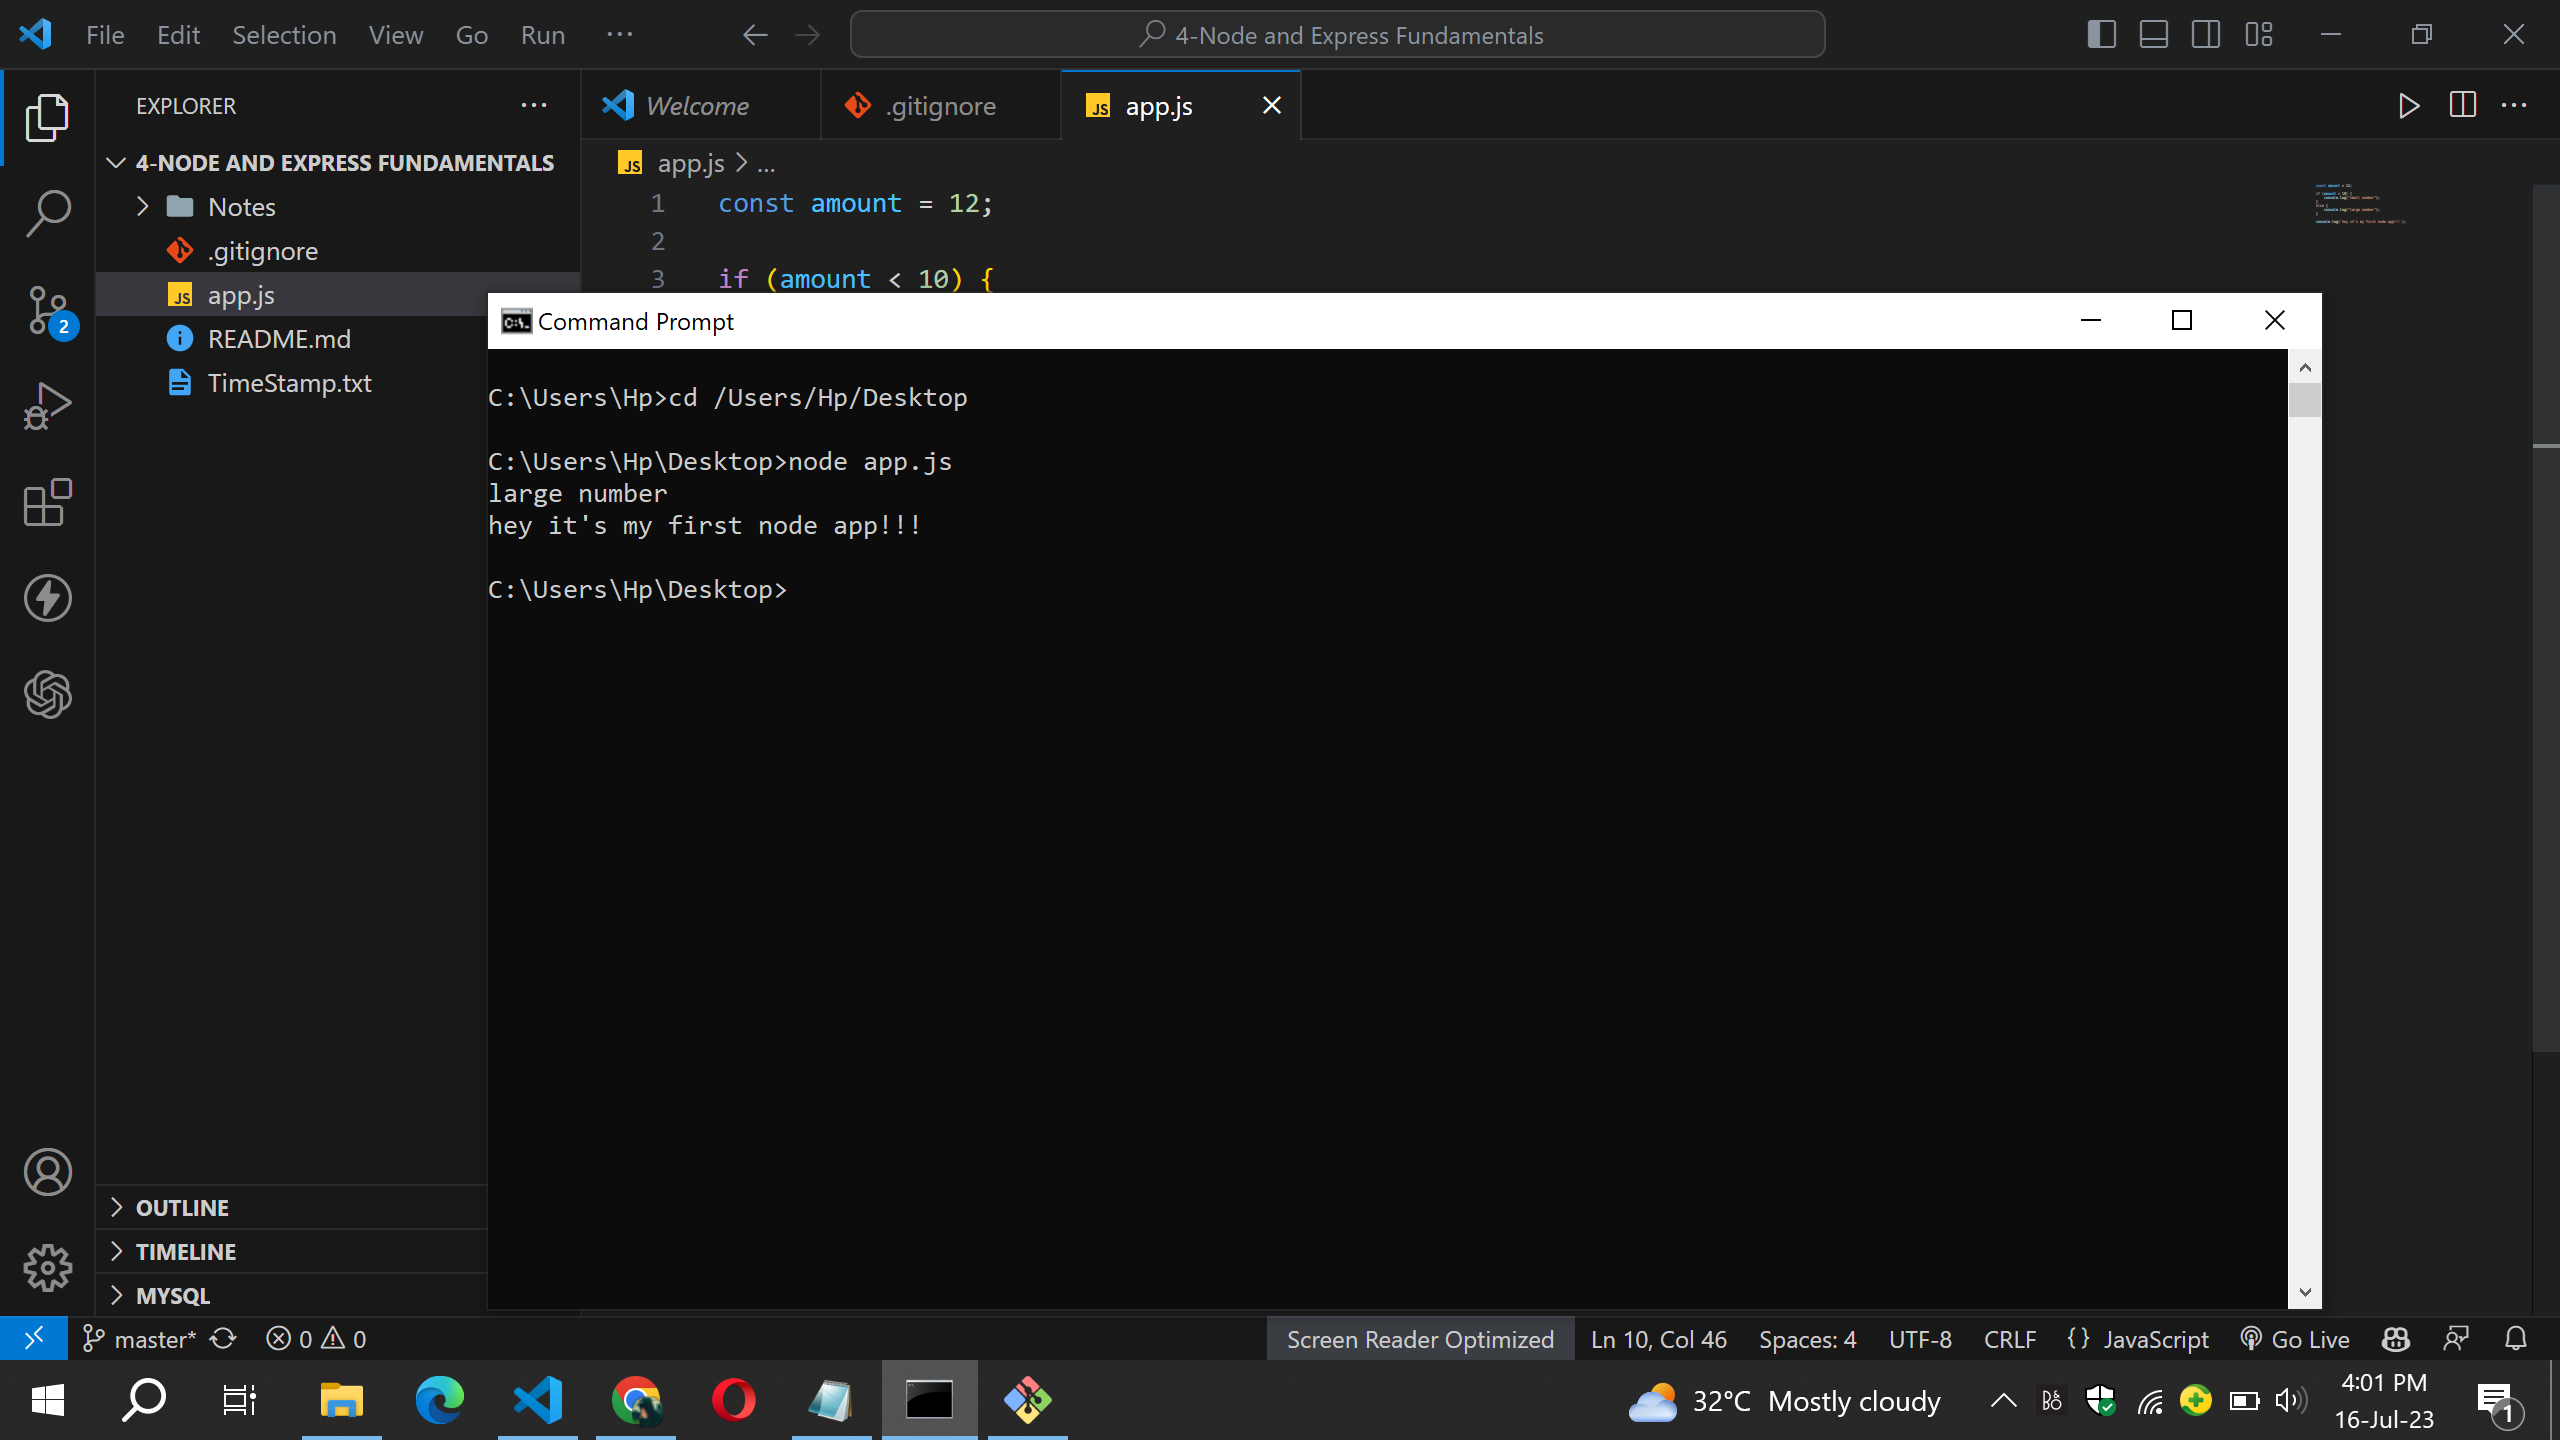 File Edit Selection View Go Run ···
4-Node and Express Fundamentals
EXPLORER ···
Welcome
.gitignore
app.js
4-NODE AND EXPRESS FUNDAMENTALS
Notes
.gitignore
app.js
README.md
TimeStamp.txt
OUTLINE
TIMELINE
MYSQL
2
app.js > ...
1 const amount = 12;
2
3 if (amount < 10) {
Command Prompt
C:\Users\Hp>cd /Users/Hp/Desktop
C:\Users\Hp\Desktop>node app.js
large number
hey it's my first node app!!!
C:\Users\Hp\Desktop>
master* 0 0
Screen Reader Optimized Ln 10, Col 46 Spaces: 4 UTF-8 CRLF {} JavaScript Go Live
32°C Mostly cloudy
4:01 PM
16-Jul-23
1